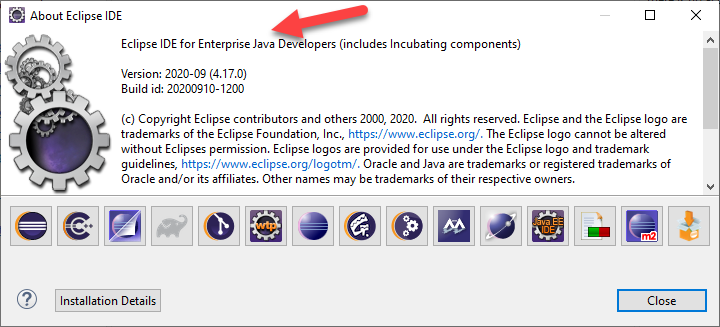 About Eclipse IDE
Eclipse IDE for Enterprise Java Developers (includes Incubating components)
Version: 2020-09 (4.17.0)
Build id: 20200910-1200
(c) Copyright Eclipse contributors and others 2000, 2020.  All rights reserved. Eclipse and the Eclipse logo are
trademarks of the Eclipse Foundation, Inc., https://www.eclipse.org/. The Eclipse logo cannot be altered
without Eclipses permission. Eclipse logos are provided for use under the Eclipse logo and trademark
guidelines, https://www.eclipse.org/logotm/. Oracle and Java are trademarks or registered trademarks of
Oracle and/or its affiliates. Other names may be trademarks of their respective owners.
wtp
Java EE
IDE
m2
?
Installation Details
Close